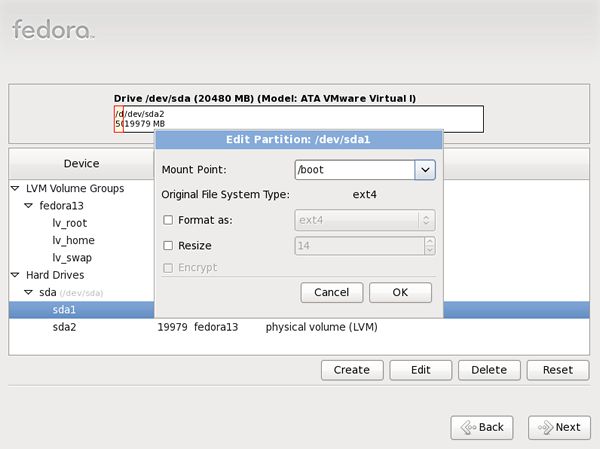 fedora
Drive /dev/sda (20480 MB) (Model: ATA VMware Virtual I)
/dev/sda2
19979 MB
Edit Partition: /dev/sda1
Device
Mount Point: /boot
LVM Volume Groups
Original File System Type: ext4
fedora13
lv_root
Format as: ext4
lv_home
Resize 14
lv_swap
Encrypt
Hard Drives
sda (/dev/sda)
Cancel OK
sda1
sda2 19979 fedora13 physical volume (LVM)
Create Edit Delete Reset
Back Next